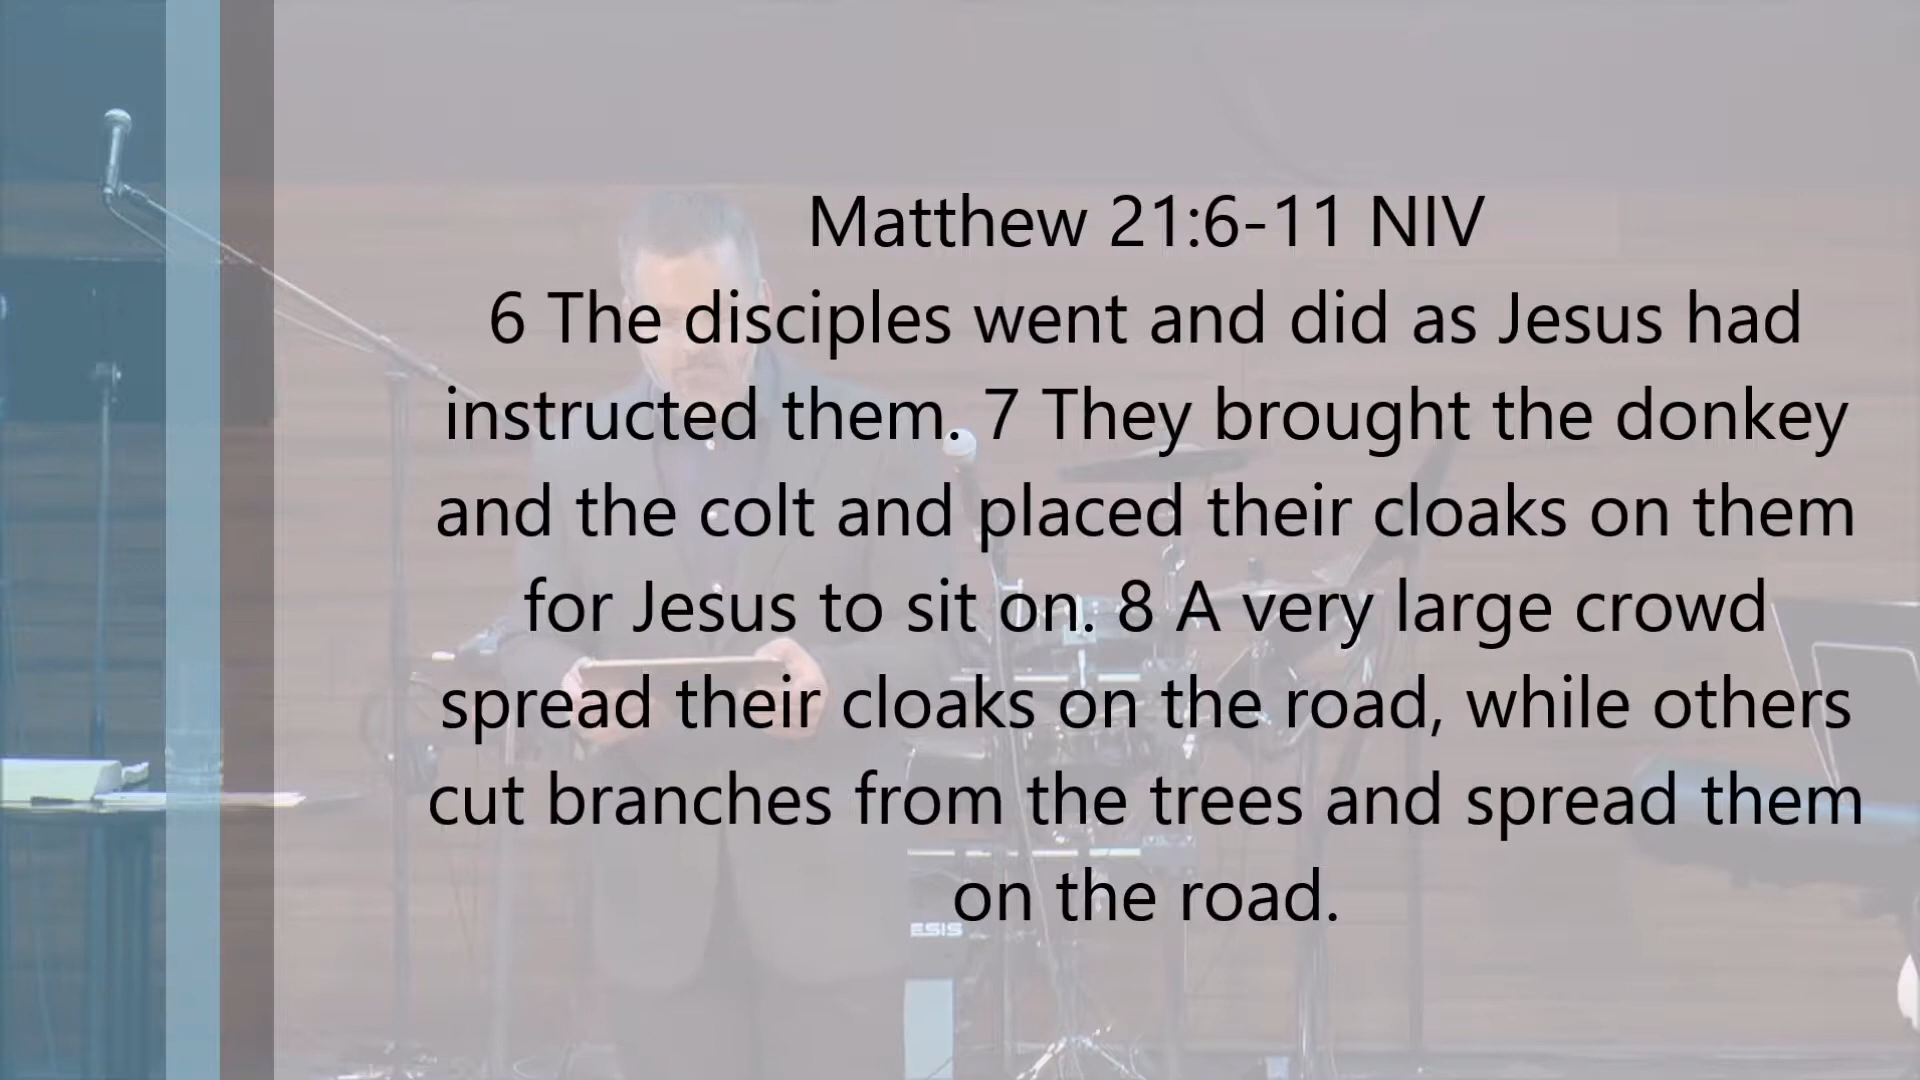 Matthew 21:6-11 NIV
6 The disciples went and did as Jesus had
instructed them. 7 They brought the donkey
and the colt and placed their cloaks on them
for Jesus to sit on. 8 A very large crowd
spread their cloaks on the road, while others
cut branches from the trees and spread them
on the road.
ESIS